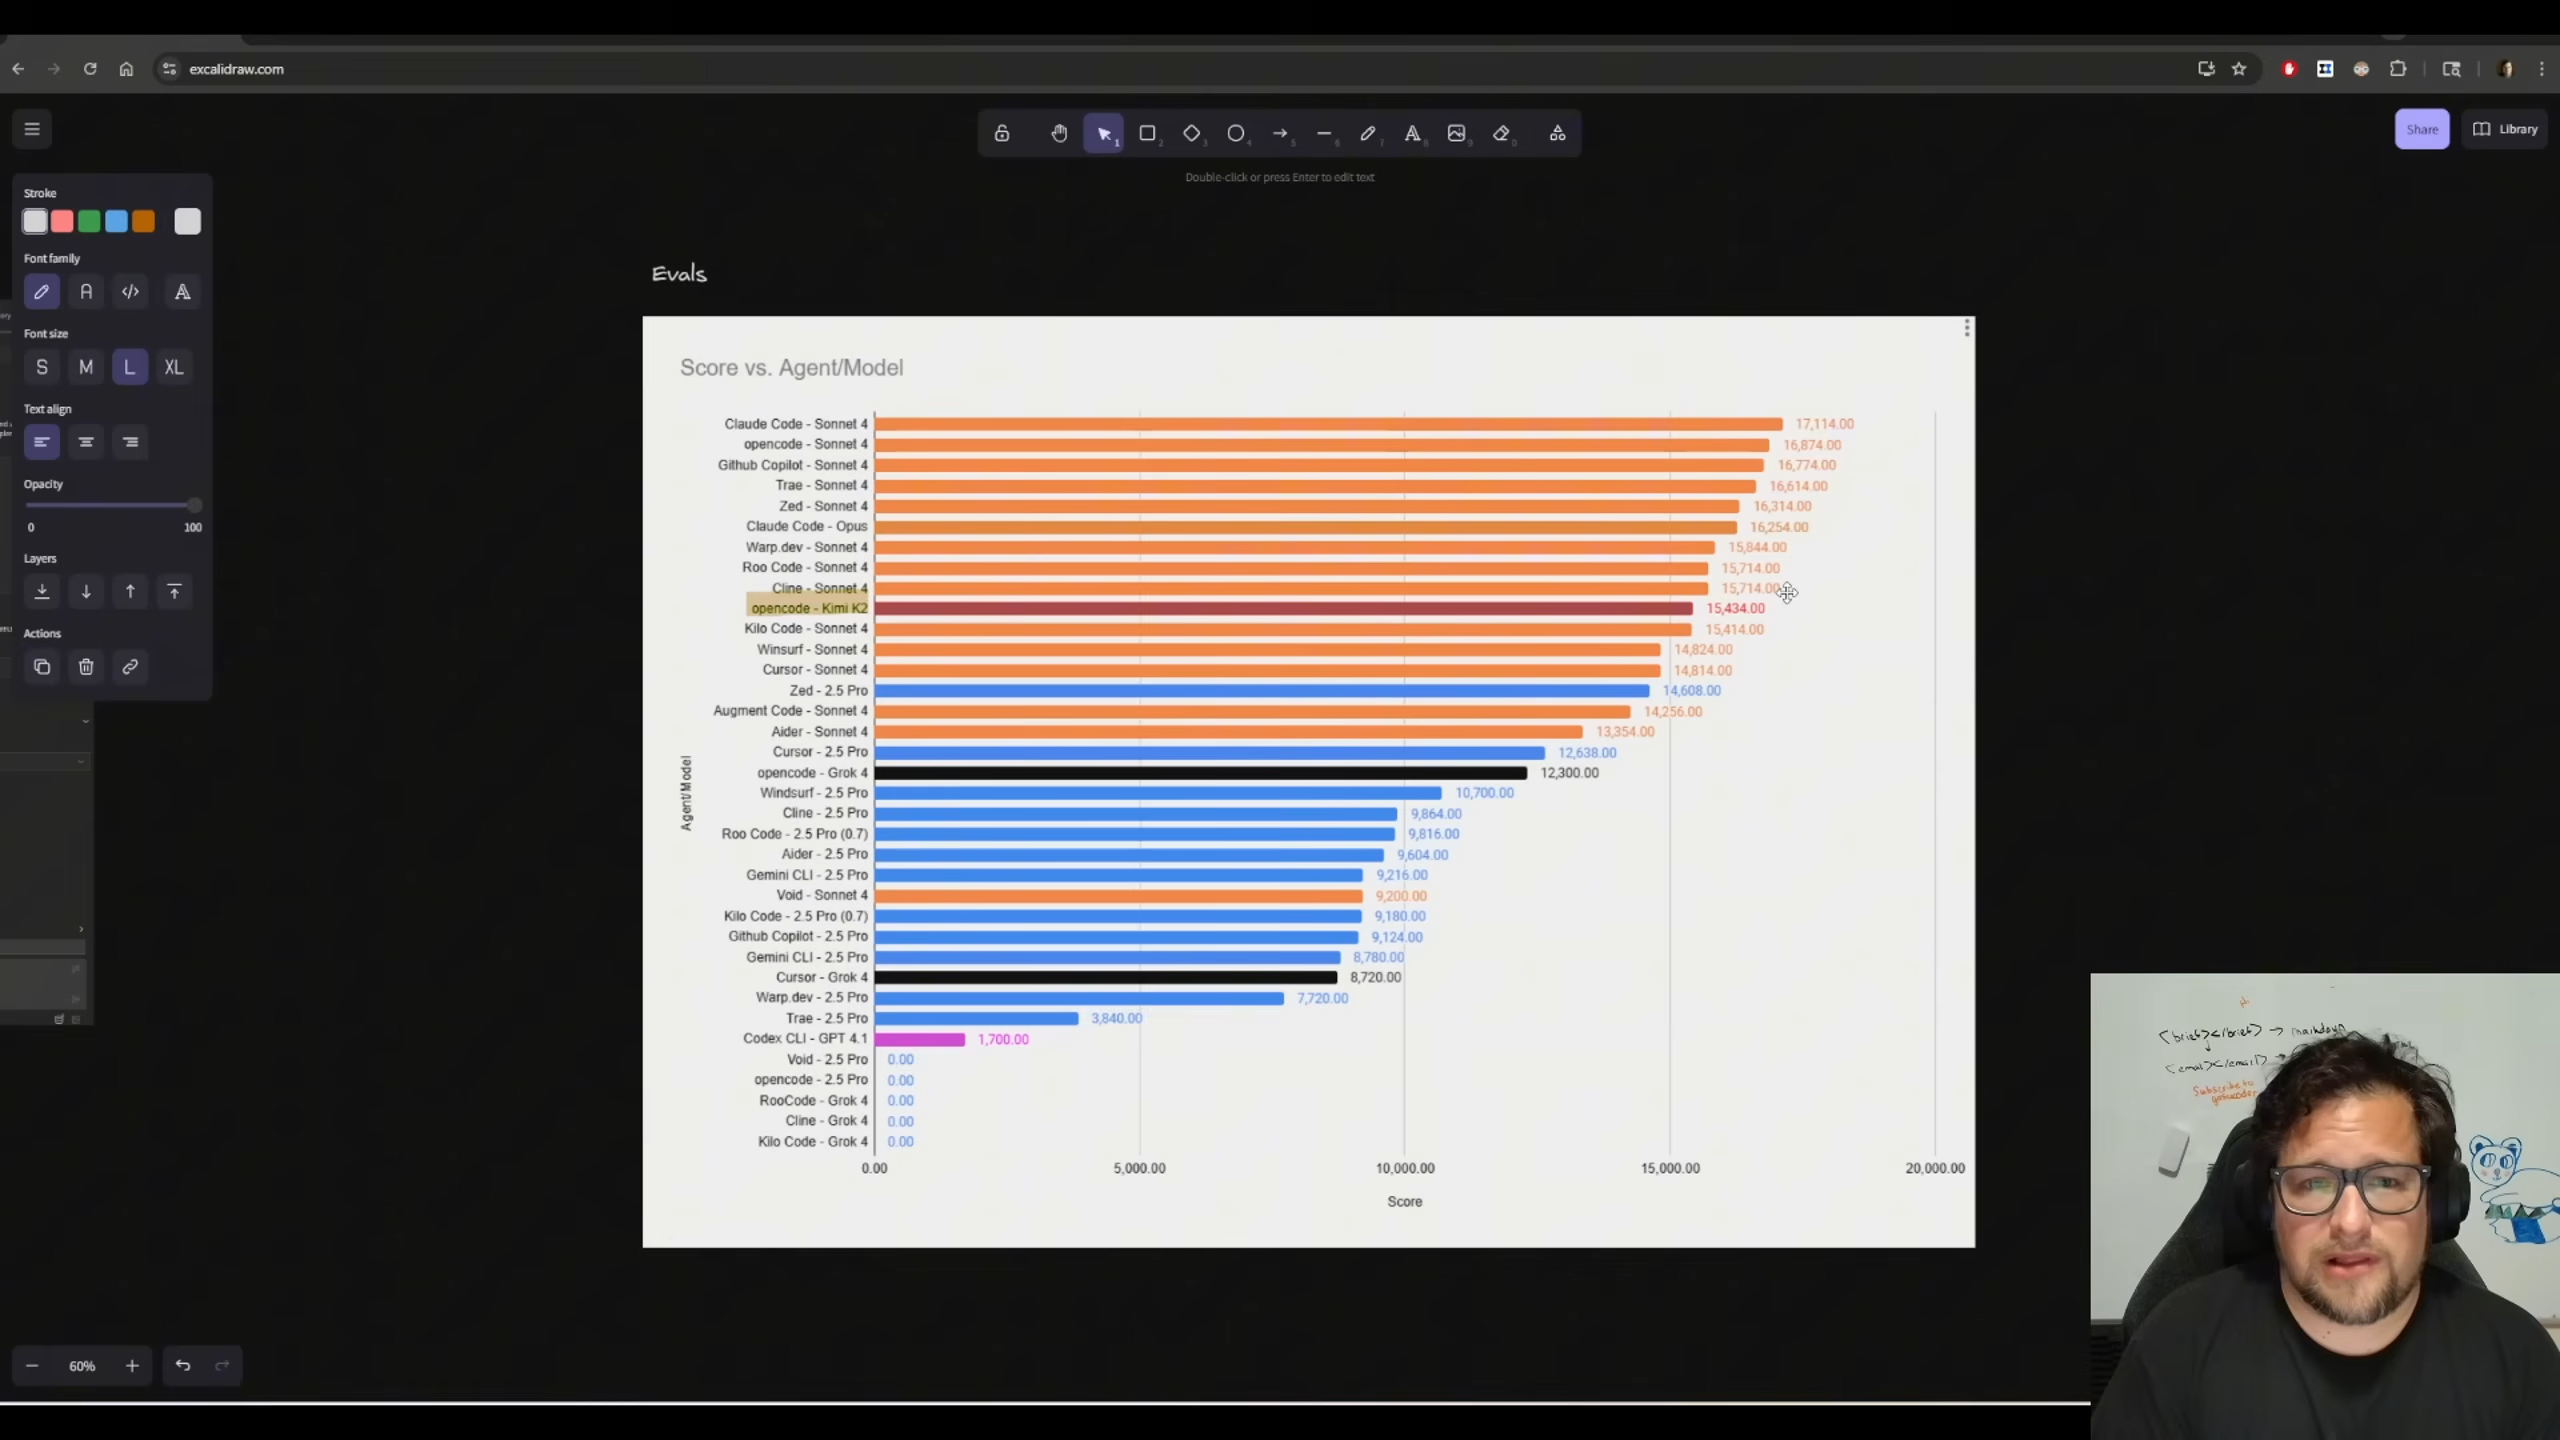 excalidraw.com
Share
Library
Double-click or press Enter to edit text
Stroke
Font family
Font size
S M L XL
Text align
Opacity
0 100
Layers
Actions
60%
Evals
Score vs. Agent/Model
Claude Code - Sonnet 4 17,114.00
opencode - Sonnet 4 16,874.00
Github Copilot - Sonnet 4 16,774.00
Trae - Sonnet 4 16,614.00
Zed - Sonnet 4 16,314.00
Claude Code - Opus 16,254.00
Warp.dev - Sonnet 4 15,844.00
Roo Code - Sonnet 4 15,714.00
Cline - Sonnet 4 15,714.00
opencode - Kimi K2 15,434.00
Kilo Code - Sonnet 4 15,414.00
Winsurf - Sonnet 4 14,824.00
Cursor - Sonnet 4 14,814.00
Zed - 2.5 Pro 14,608.00
Augment Code - Sonnet 4 14,256.00
Aider - Sonnet 4 13,354.00
Cursor - 2.5 Pro 12,638.00
opencode - Grok 4 12,300.00
Windsurf - 2.5 Pro 10,700.00
Cline - 2.5 Pro 9,864.00
Roo Code - 2.5 Pro (0.7) 9,816.00
Aider - 2.5 Pro 9,604.00
Gemini CLI - 2.5 Pro 9,216.00
Void - Sonnet 4 9,200.00
Kilo Code - 2.5 Pro (0.7) 9,180.00
Github Copilot - 2.5 Pro 9,124.00
Gemini CLI - 2.5 Pro 8,780.00
Cursor - Grok 4 8,720.00
Warp.dev - 2.5 Pro 7,720.00
Trae - 2.5 Pro 3,840.00
Codex CLI - GPT 4.1 1,700.00
Void - 2.5 Pro 0.00
opencode - 2.5 Pro 0.00
RooCode - Grok 4 0.00
Cline - Grok 4 0.00
Kilo Code - Grok 4 0.00
0.00 5,000.00 10,000.00 15,000.00 20,000.00
Score
Agent/Model
<brief></brief> → markdown
<email></email>
Subscribe to